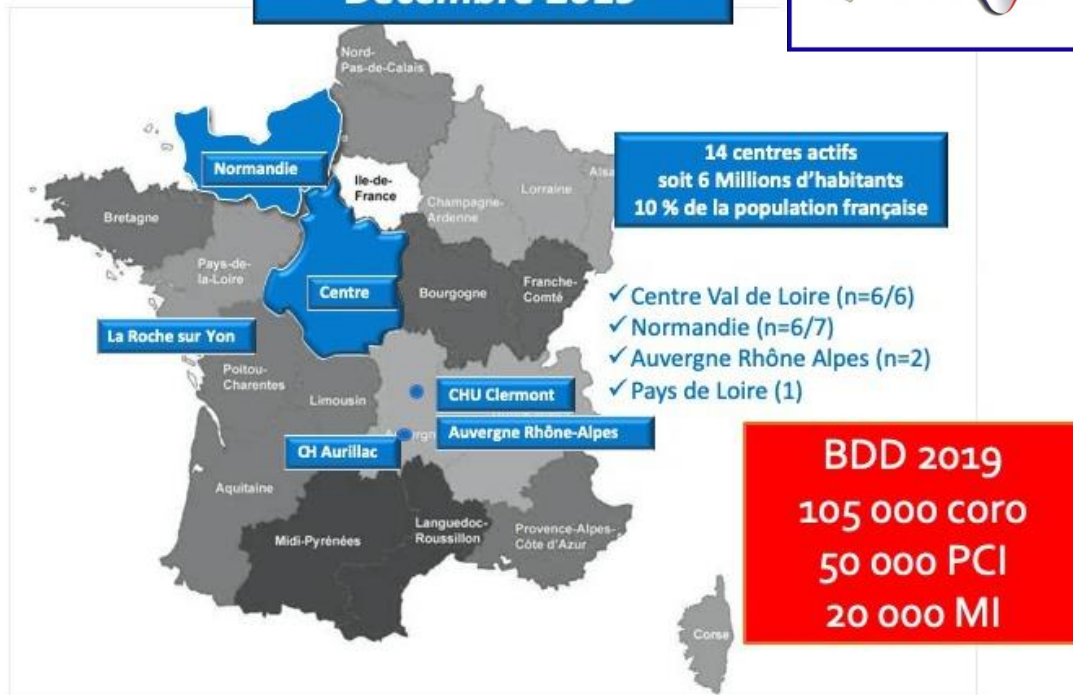 Décembre 2019
Nord-
Pas-de-Calais
Normandie
Ile-de-
France
Champagne-
Ardenne
Lorraine
14 centres actifs
soit 6 Millions d'habitants
10 % de la population française
Bretagne
Pays-de-
la-Loire
Centre
Bourgogne
Franche-
Comté
✓ Centre Val de Loire (n=6/6)
✓ Normandie (n=6/7)
✓ Auvergne Rhône Alpes (n=2)
✓ Pays de Loire (1)
La Roche sur Yon
Poitou-
Charentes
Limousin
CHU Clermont
Auvergne Rhône-Alpes
CH Aurillac
Aquitaine
Midi-Pyrénées
Languedoc-
Roussillon
Provence-Alpes-
Côte d'Azur
Corse
BDD 2019
105 000 coro
50 000 PCI
20 000 MI